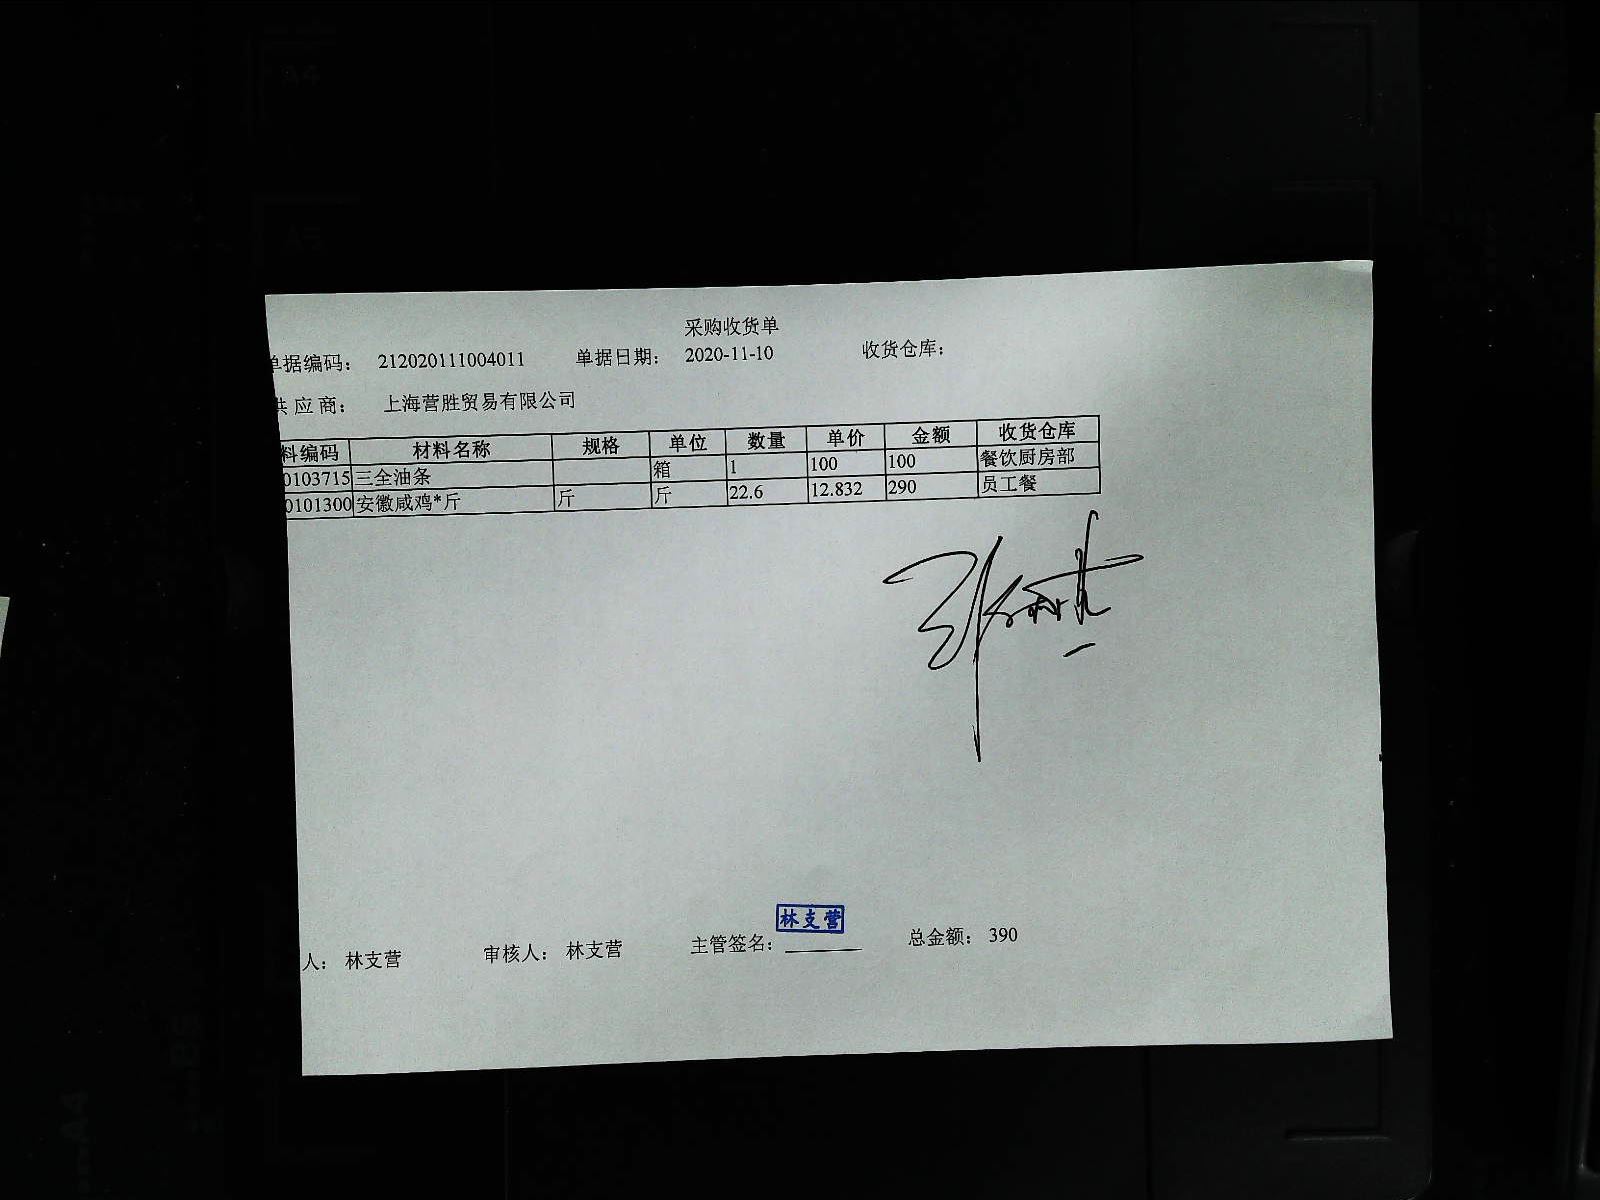 采购收货单
单据编码： 212020111004011 单据日期： 2020-11-10 收货仓库：
供应商： 上海营胜贸易有限公司
料编码 材料名称 规格 单位 数量 单价 金额 收货仓库
0103715 三全油条 箱 1 100 100 餐饮厨房部
0101300 安徽咸鸡*斤 斤 斤 22.6 12.832 290 员工餐
林支营
人： 林支营 审核人： 林支营 主管签名： 总金额： 390